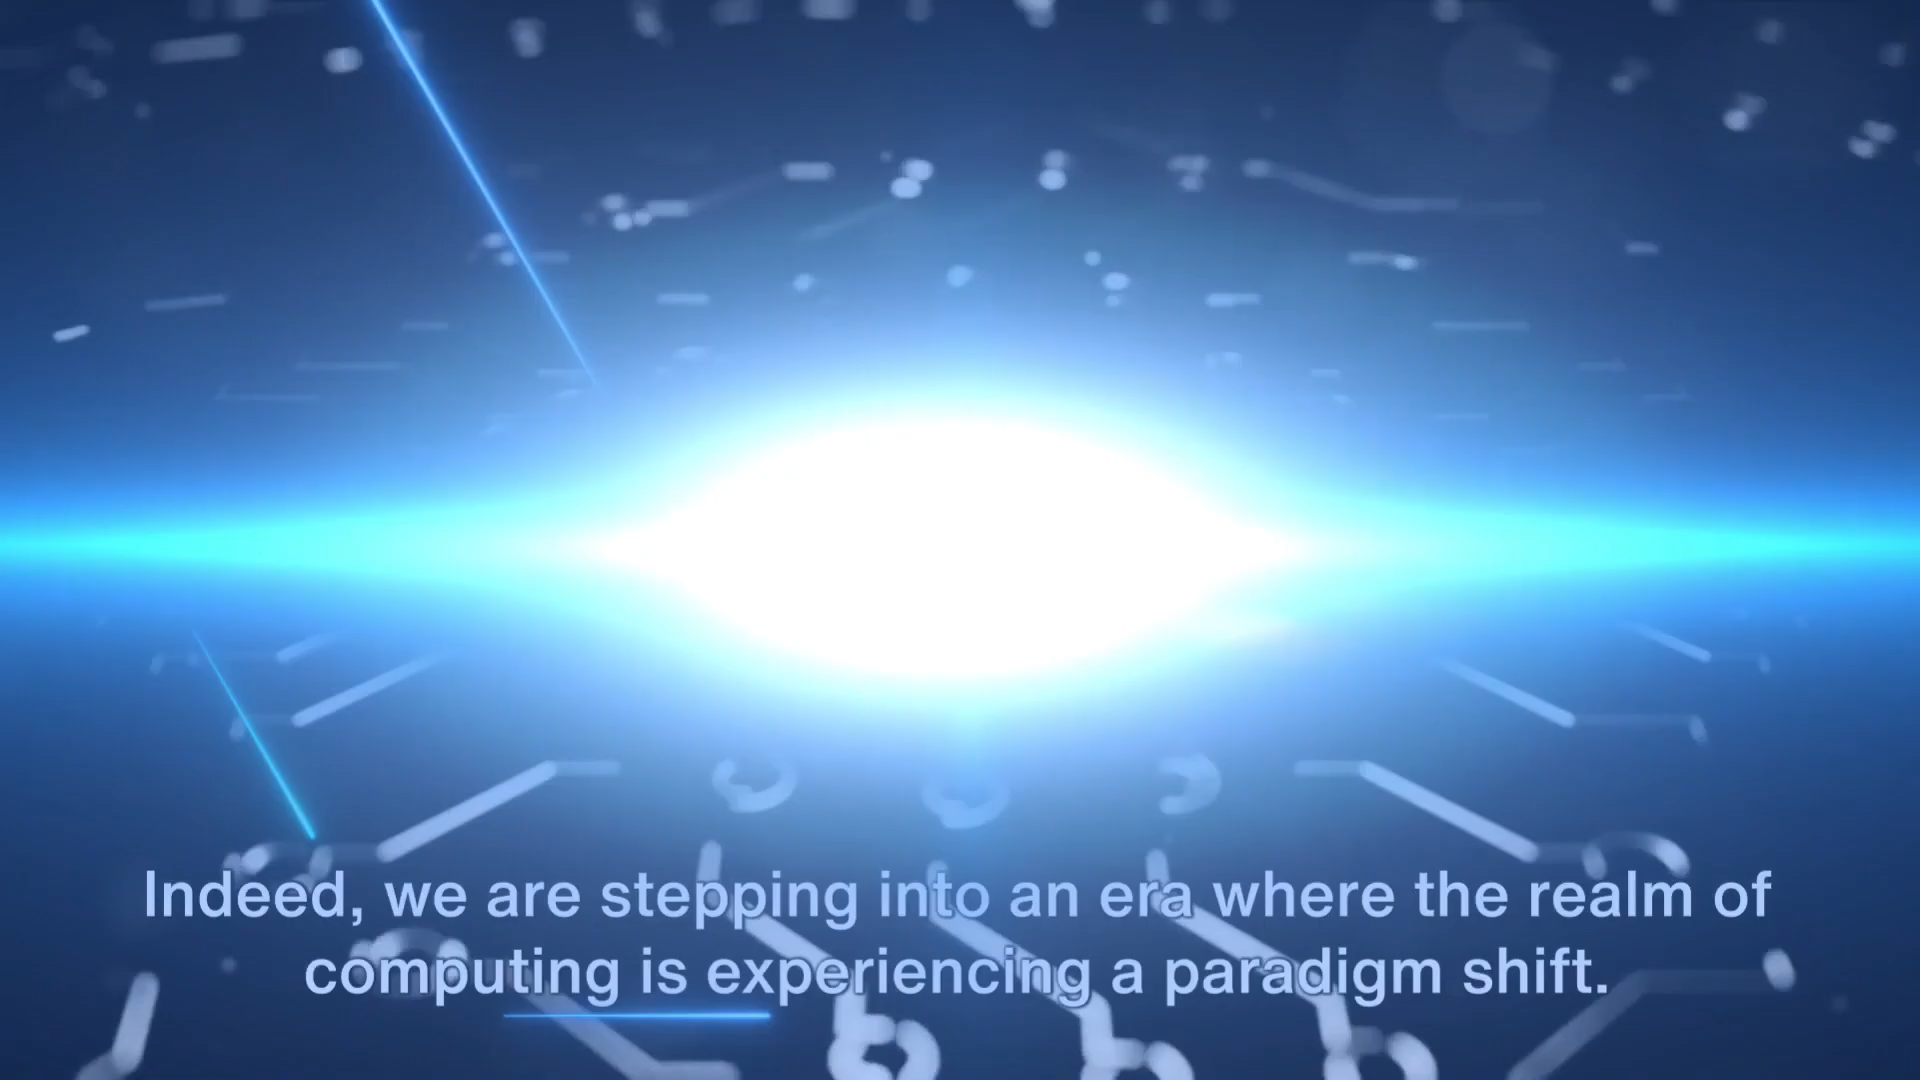 Indeed, we are stepping into an era where the realm of
computing is experiencing a paradigm shift.